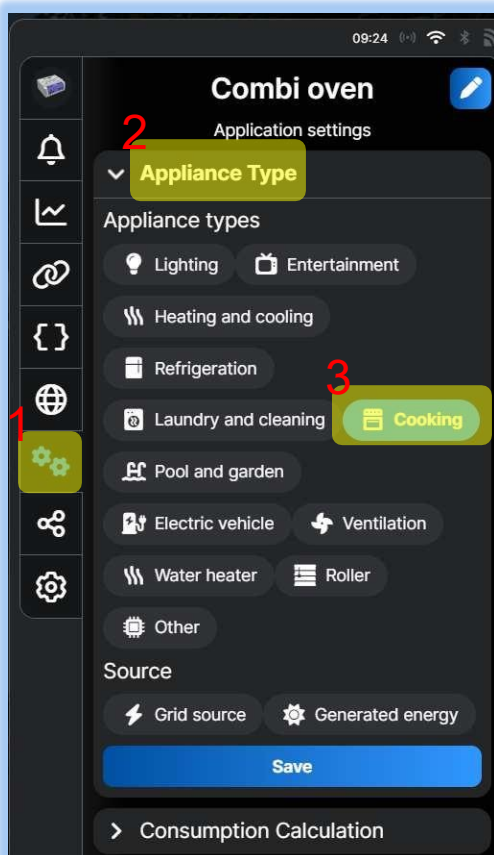 09:24
Combi oven
Application settings
2
Appliance Type
Appliance types
Lighting Entertainment
Heating and cooling
Refrigeration
3
Laundry and cleaning Cooking
1
Pool and garden
Electric vehicle Ventilation
Water heater Roller
Other
Source
Grid source Generated energy
Save
Consumption Calculation